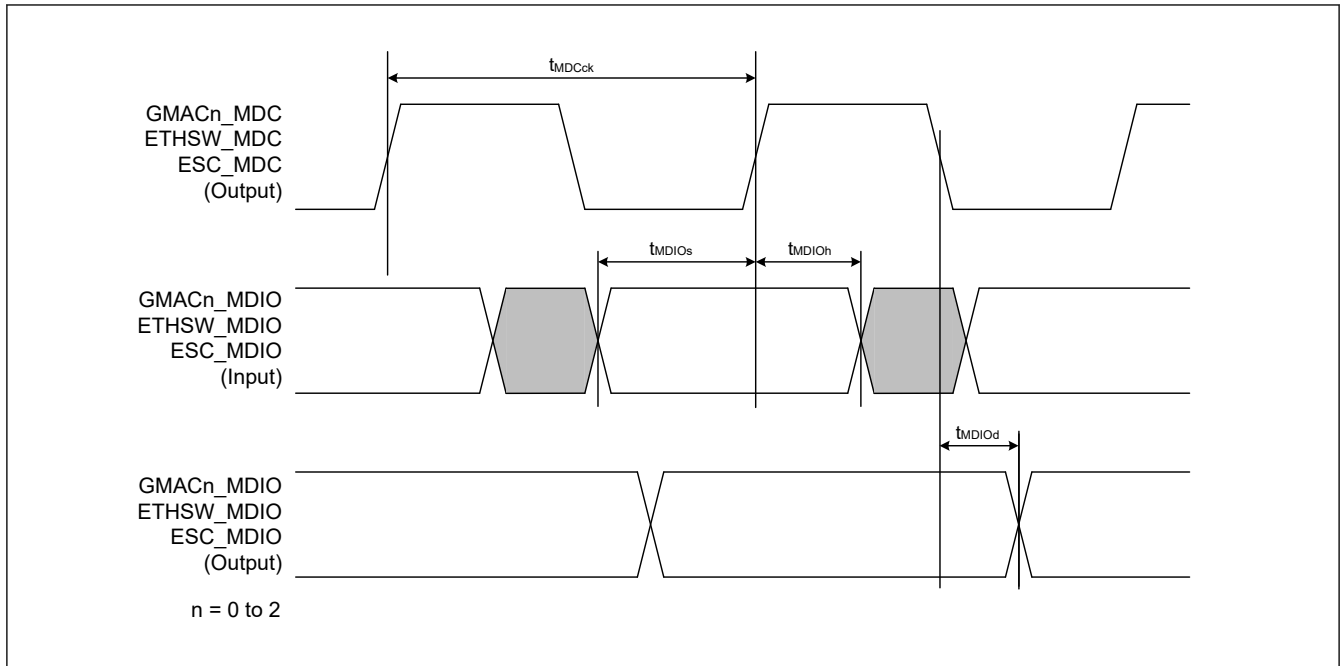 tMDCck
GMACn_MDC
ETHSW_MDC
ESC_MDC
(Output)
tMDIOs
tMDIOh
GMACn_MDIO
ETHSW_MDIO
ESC_MDIO
(Input)
tMDIOd
GMACn_MDIO
ETHSW_MDIO
ESC_MDIO
(Output)
n = 0 to 2